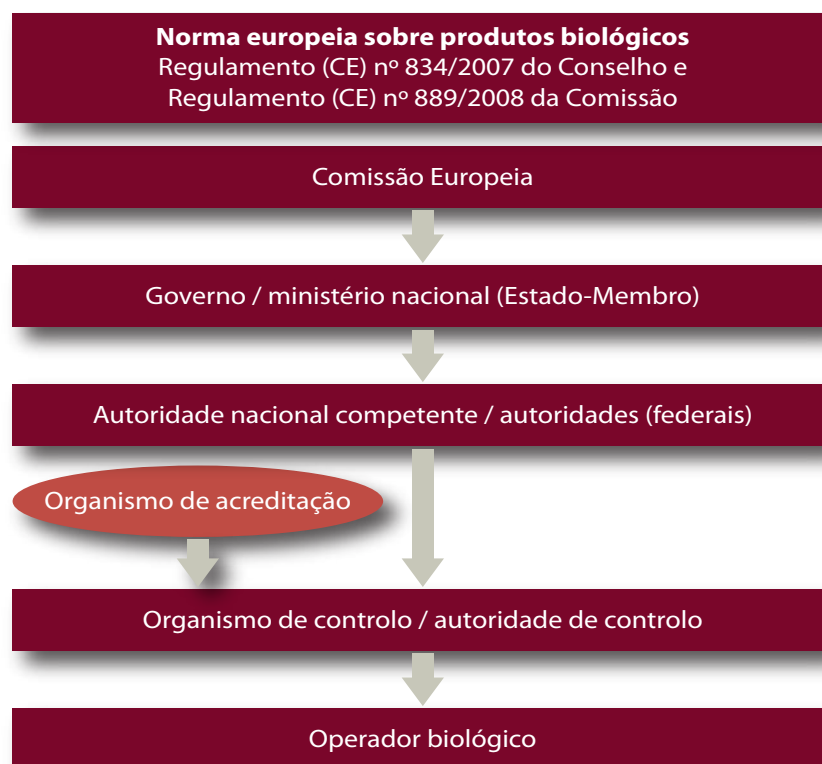 Norma europeia sobre produtos biológicos
Regulamento (CE) nº 834/2007 do Conselho e
Regulamento (CE) nº 889/2008 da Comissão
Comissão Europeia
Governo / ministério nacional (Estado-Membro)
Autoridade nacional competente / autoridades (federais)
Organismo de acreditação
Organismo de controlo / autoridade de controlo
Operador biológico